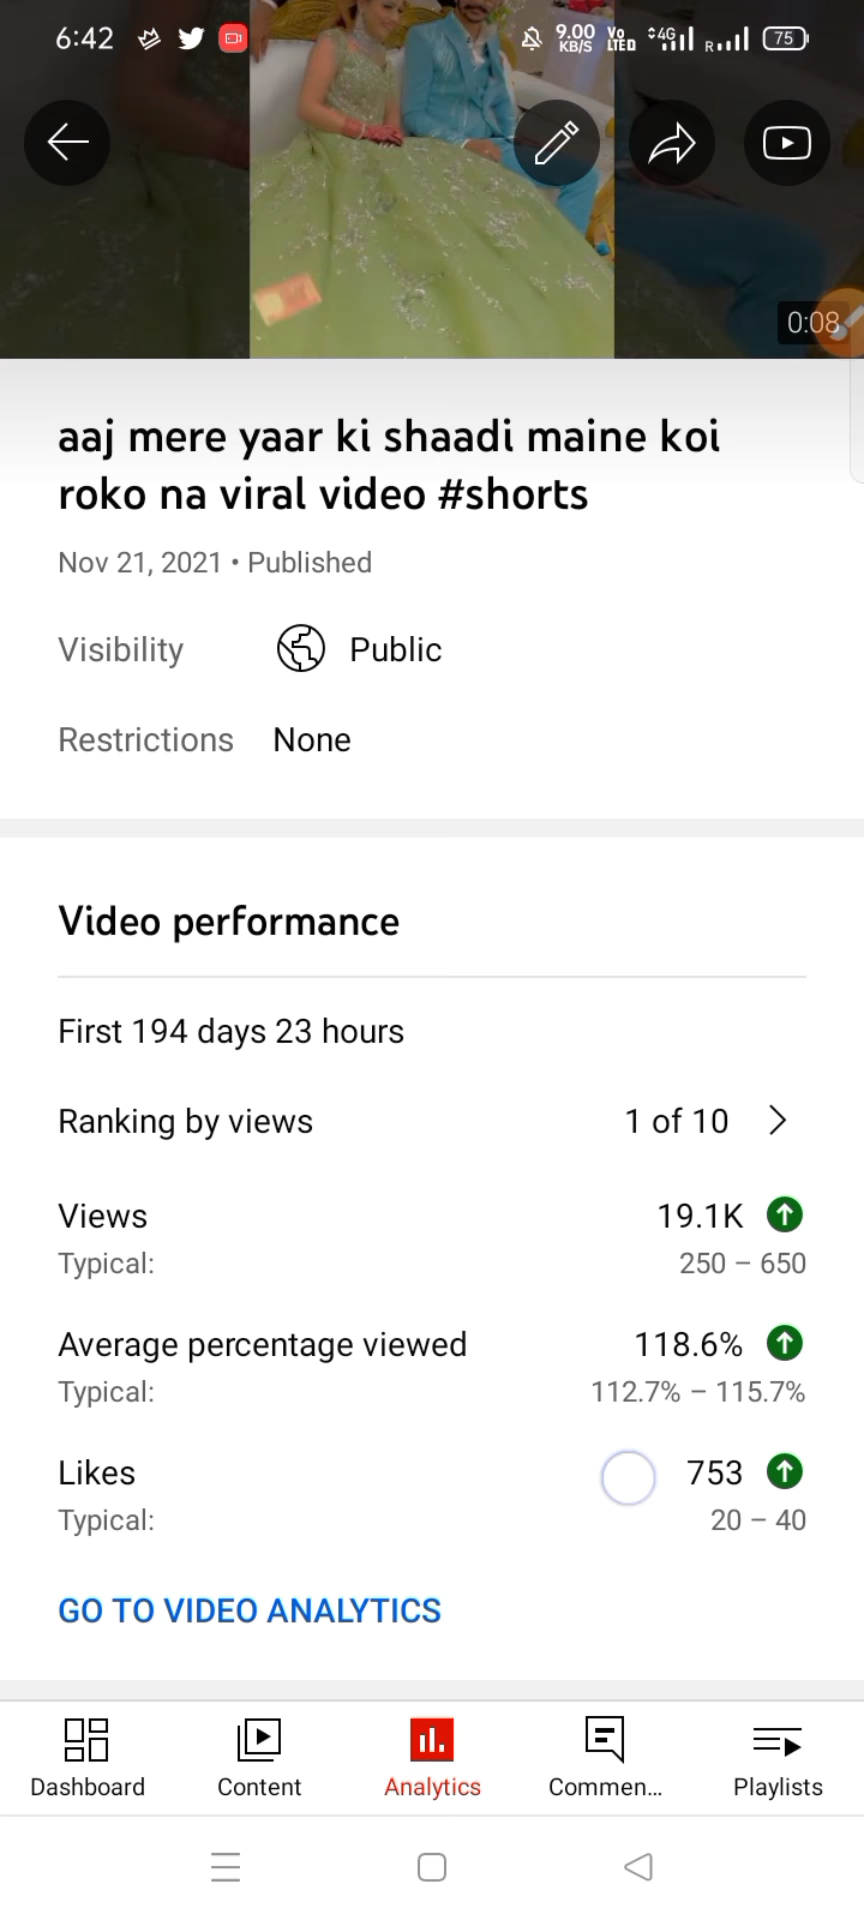 6:42 9.00 KB/S Vo LTED 4G R 75
0:08
aaj mere yaar ki shaadi maine koi
roko na viral video #shorts
Nov 21, 2021 • Published
Visibility Public
Restrictions None
Video performance
First 194 days 23 hours
Ranking by views 1 of 10
Views 19.1K
Typical: 250 – 650
Average percentage viewed 118.6%
Typical: 112.7% – 115.7%
Likes 753
Typical: 20 – 40
GO TO VIDEO ANALYTICS
Dashboard Content Analytics Commen... Playlists